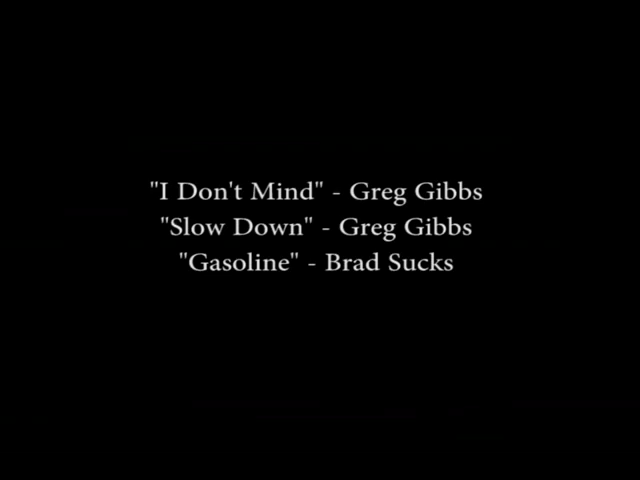 "I Don't Mind" - Greg Gibbs
"Slow Down" - Greg Gibbs
"Gasoline" - Brad Sucks